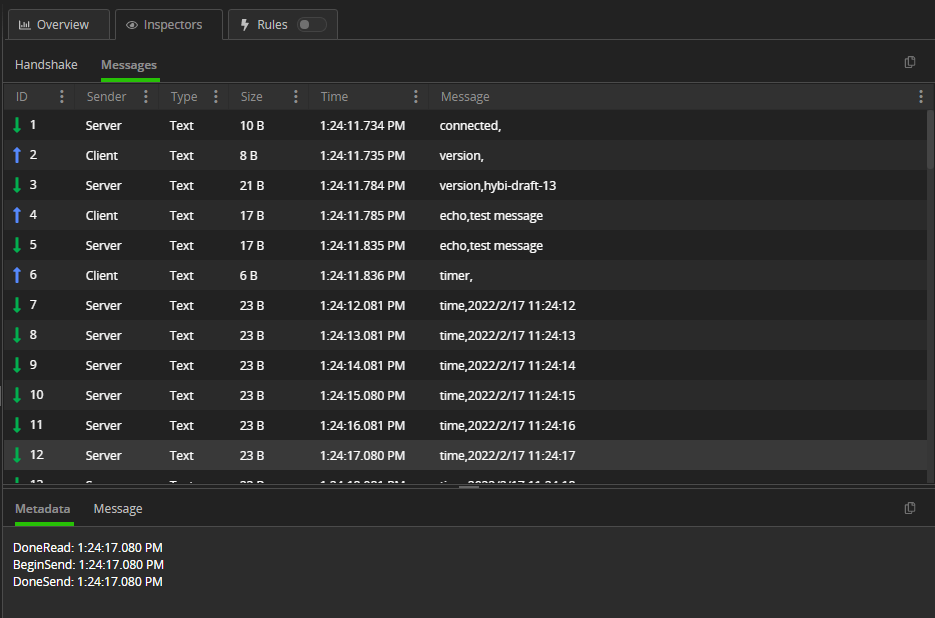 Overview Inspectors Rules
Handshake Messages
ID Sender Type Size Time Message
1 Server Text 10 B 1:24:11.734 PM connected,
2 Client Text 8 B 1:24:11.735 PM version,
3 Server Text 21 B 1:24:11.784 PM version,hybi-draft-13
4 Client Text 17 B 1:24:11.785 PM echo,test message
5 Server Text 17 B 1:24:11.835 PM echo,test message
6 Client Text 6 B 1:24:11.836 PM timer,
7 Server Text 23 B 1:24:12.081 PM time,2022/2/17 11:24:12
8 Server Text 23 B 1:24:13.081 PM time,2022/2/17 11:24:13
9 Server Text 23 B 1:24:14.081 PM time,2022/2/17 11:24:14
10 Server Text 23 B 1:24:15.080 PM time,2022/2/17 11:24:15
11 Server Text 23 B 1:24:16.081 PM time,2022/2/17 11:24:16
12 Server Text 23 B 1:24:17.080 PM time,2022/2/17 11:24:17
Metadata Message
DoneRead: 1:24:17.080 PM
BeginSend: 1:24:17.080 PM
DoneSend: 1:24:17.080 PM